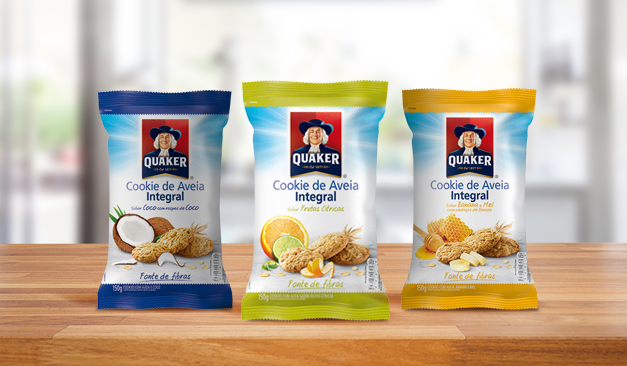 QUAKER
Cookie de Aveia
Integral
Sabor Coco com raspas de Coco
Fonte de fibras
150g
QUAKER
Cookie de Aveia
Integral
Sabor Frutas Cítricas
Fonte de fibras
150g
QUAKER
Cookie de Aveia
Integral
Sabor Banana y Mel
Fonte de fibras
150g